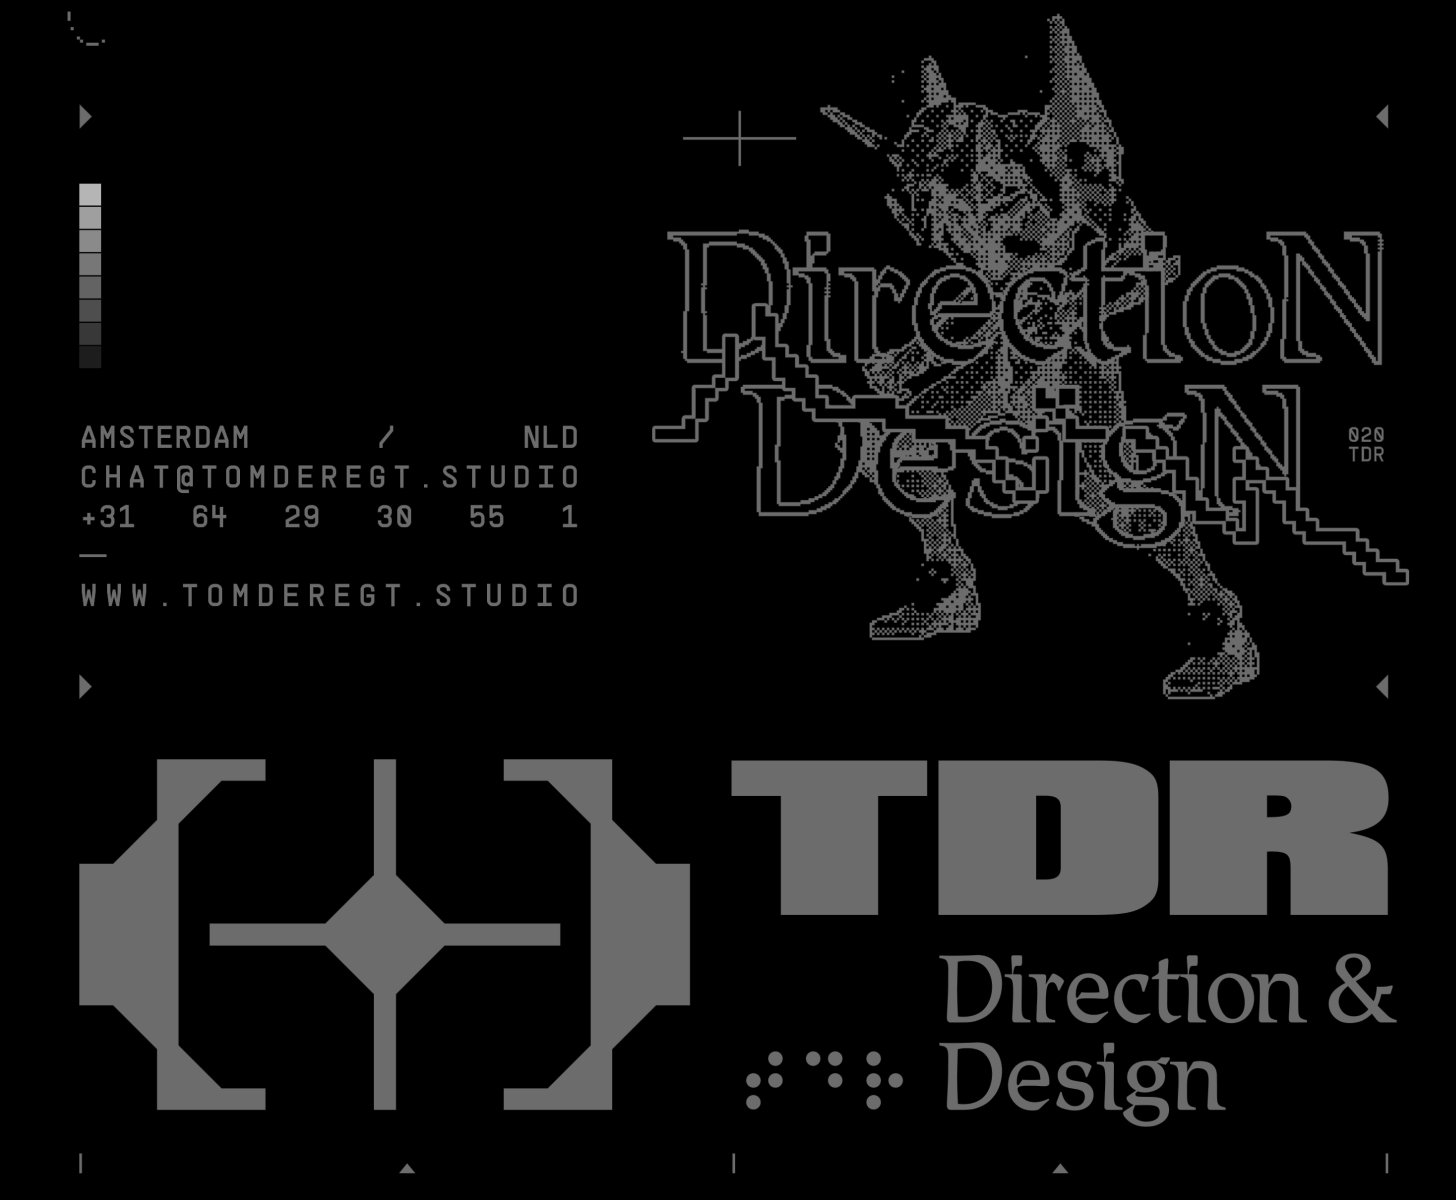 AMSTERDAM / NLD
CHAT@TOMDEREGT.STUDIO
+31 64 29 30 55 1
—
WWW.TOMDEREGT.STUDIO
DirectioN
DesigN
020
TDR
TDR
Direction &
⠞⠙⠗ Design